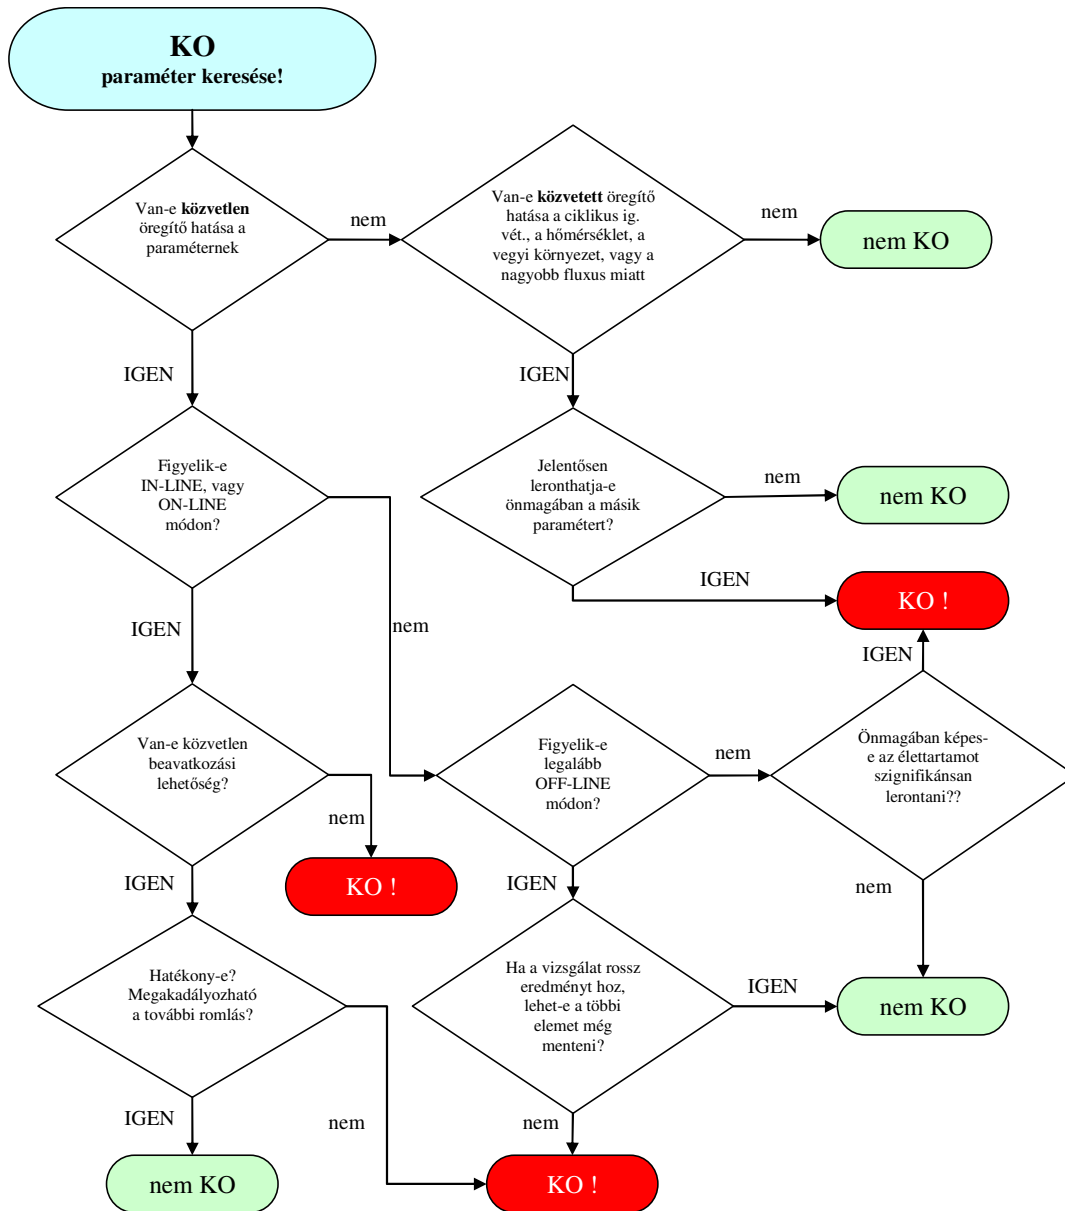 KO
paraméter keresése!
Van-e közvetlen
öregítő hatása a
paraméternek
nem
Van-e közvetett öregítő
hatása a ciklikus ig.
vét., a hőmérséklet, a
vegyi környezet, vagy a
nagyobb fluxus miatt
nem
nem KO
IGEN
IGEN
Figyelik-e
IN-LINE, vagy
ON-LINE
módon?
Jelentősen
leronthatja-e
önmagában a másik
paramétert?
nem
nem KO
IGEN
KO !
IGEN
nem
IGEN
Van-e közvetlen
beavatkozási
lehetőség?
nem
Figyelik-e
legalább
OFF-LINE
módon?
nem
Önmagában képes-
e az élettartamot
szignifikánsan
lerontani??
IGEN
KO !
IGEN
nem
Hatékony-e?
Megakadályozható
a további romlás?
Ha a vizsgálat rossz
eredményt hoz,
lehet-e a többi
elemet még
menteni?
IGEN
nem KO
IGEN
nem
nem
nem KO
KO !